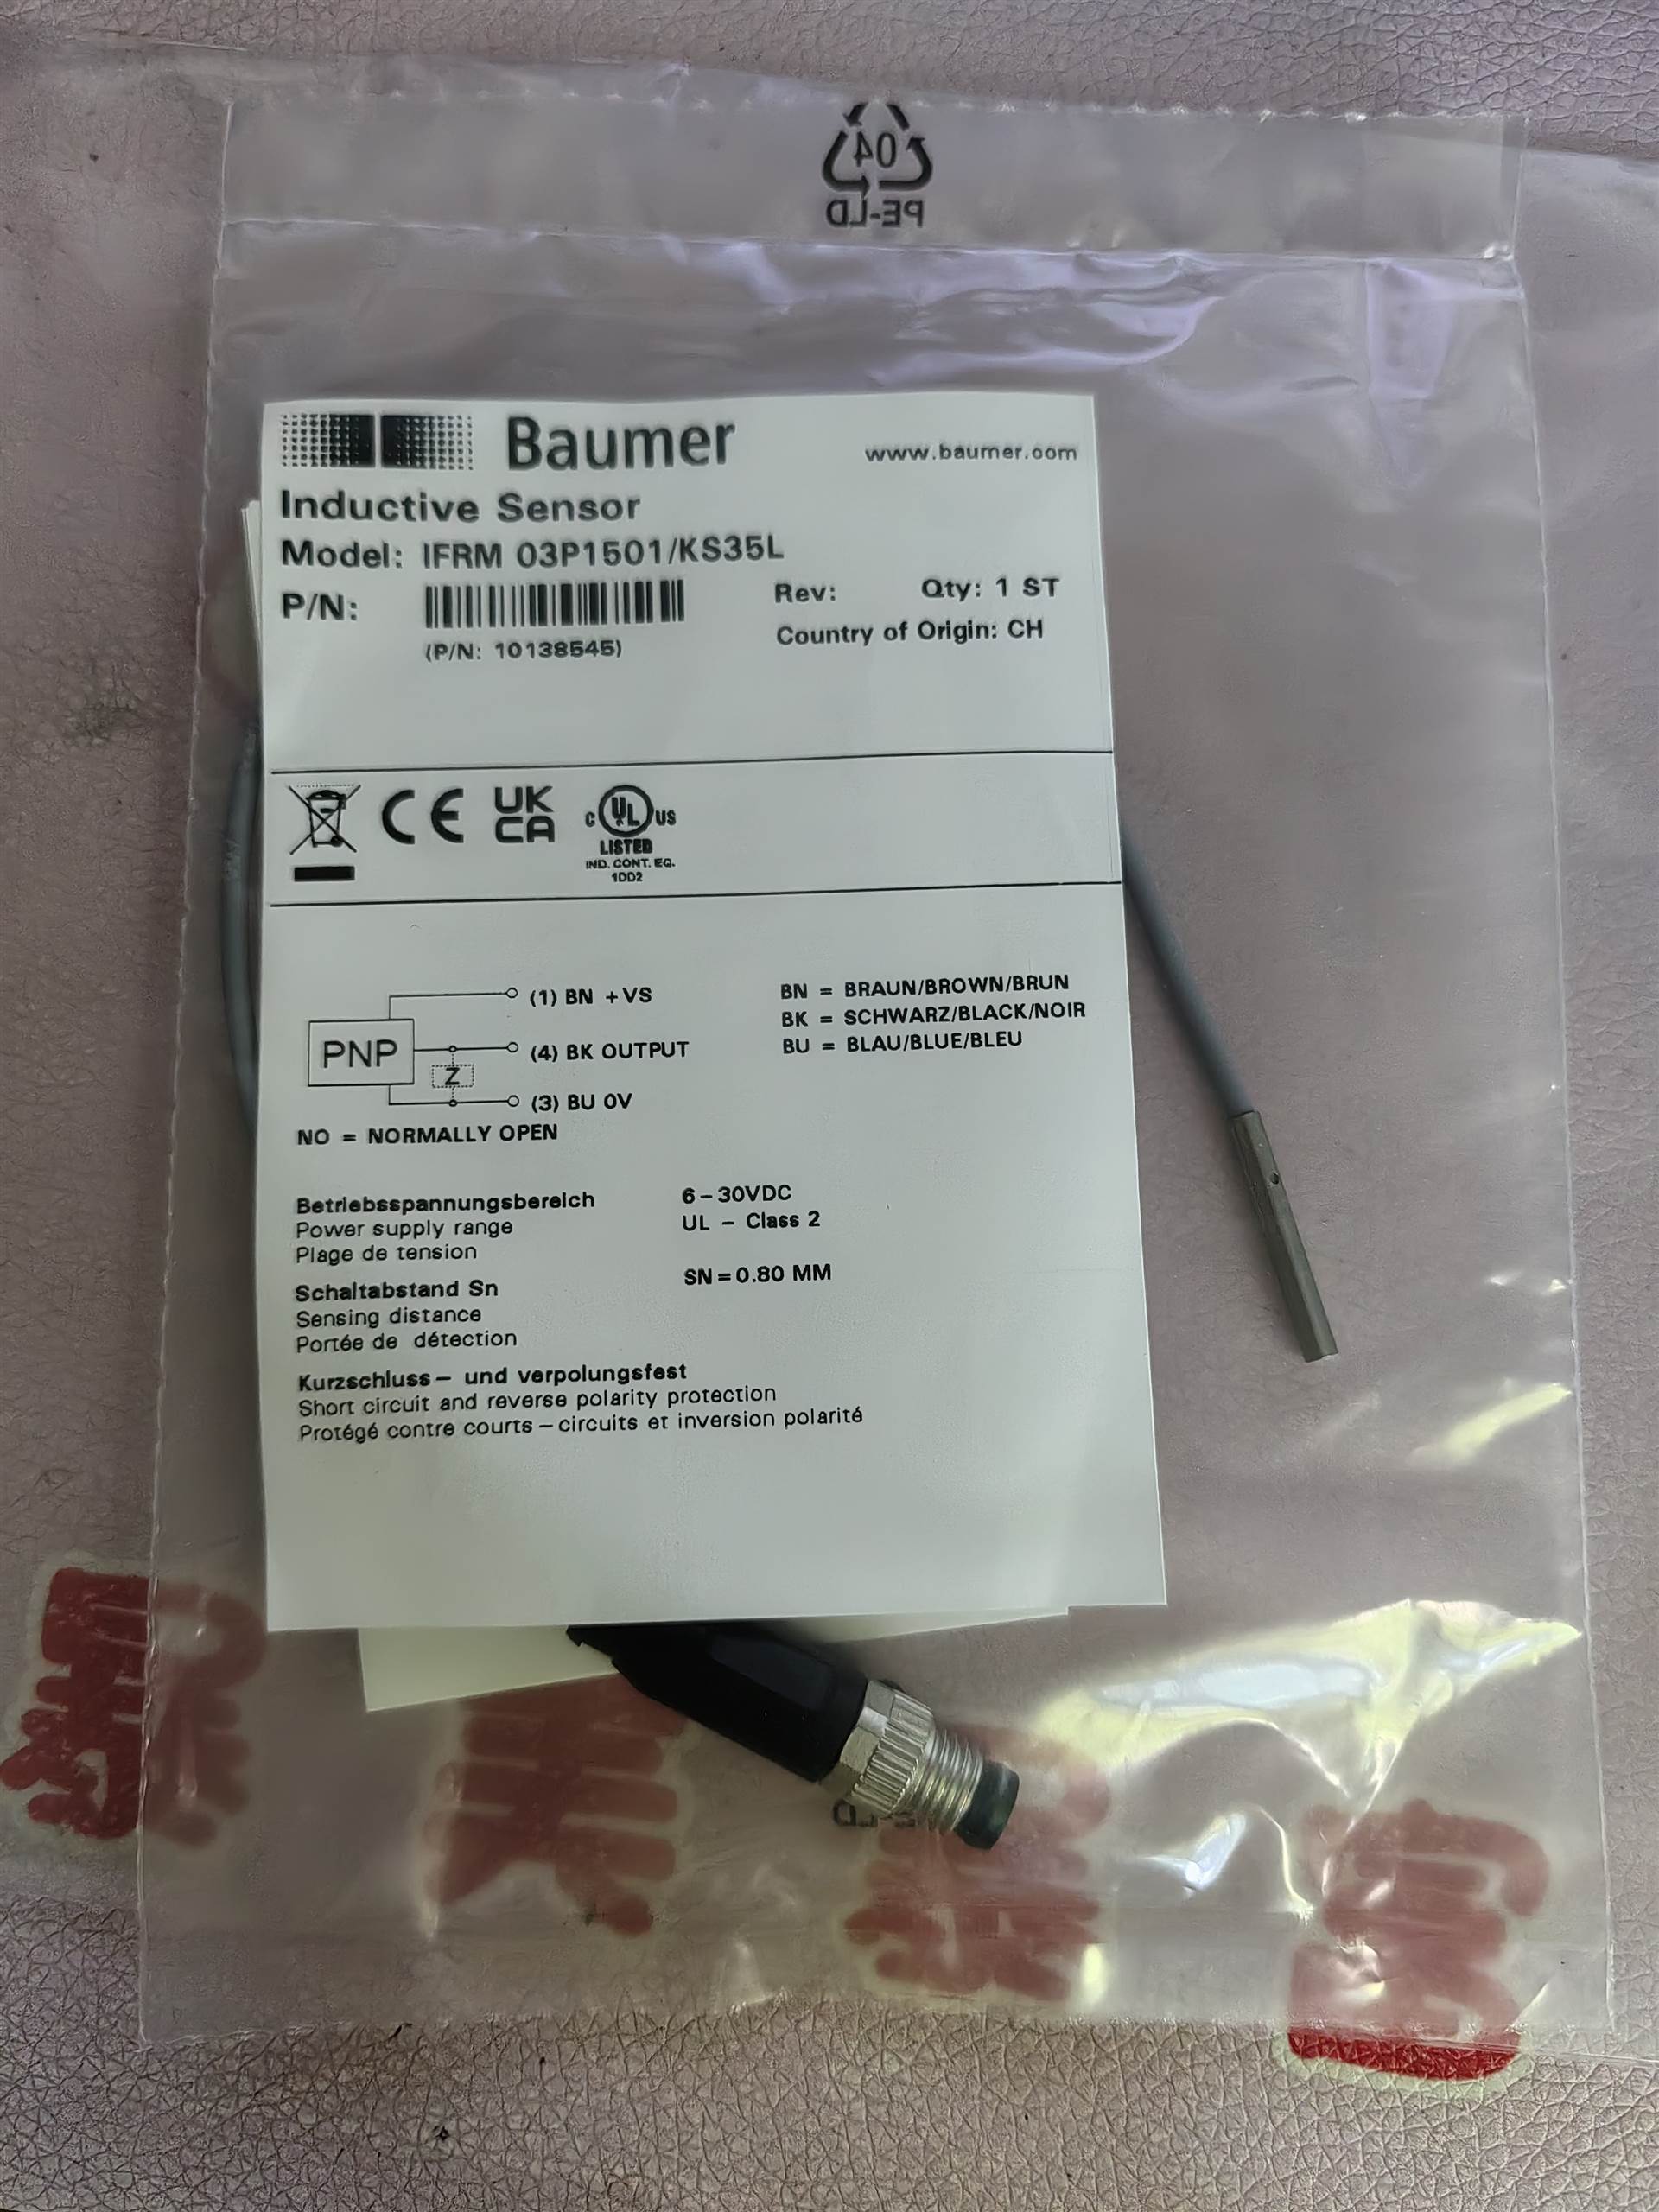 04
PE-LD
Baumer
www.baumer.com
Inductive Sensor
Model: IFRM 03P1501/KS35L
P/N:
Rev: Qty: 1 ST
(P/N: 10138545)
Country of Origin: CH
CE
UK
CA
C UL US
LISTED
IND. CONT. EQ.
1DD2
PNP
Z
(1) BN +VS
(4) BK OUTPUT
(3) BU 0V
NO = NORMALLY OPEN
BN = BRAUN/BROWN/BRUN
BK = SCHWARZ/BLACK/NOIR
BU = BLAU/BLUE/BLEU
Betriebsspannungsbereich 6-30VDC
Power supply range UL - Class 2
Plage de tension
Schaltabstand Sn SN=0.80 MM
Sensing distance
Portée de détection
Kurzschluss- und verpolungsfest
Short circuit and reverse polarity protection
Protégé contre courts-circuits et inversion polarité